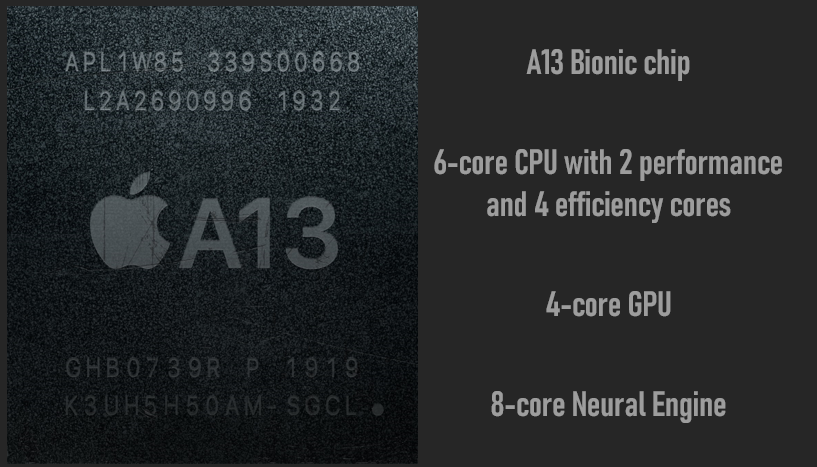 APL1W85 339S00668
L2A2690996 1932
A13
GHB0739R P 1919
K3UH5H50AM-SGCL
A13 Bionic chip
6-core CPU with 2 performance
and 4 efficiency cores
4-core GPU
8-core Neural Engine